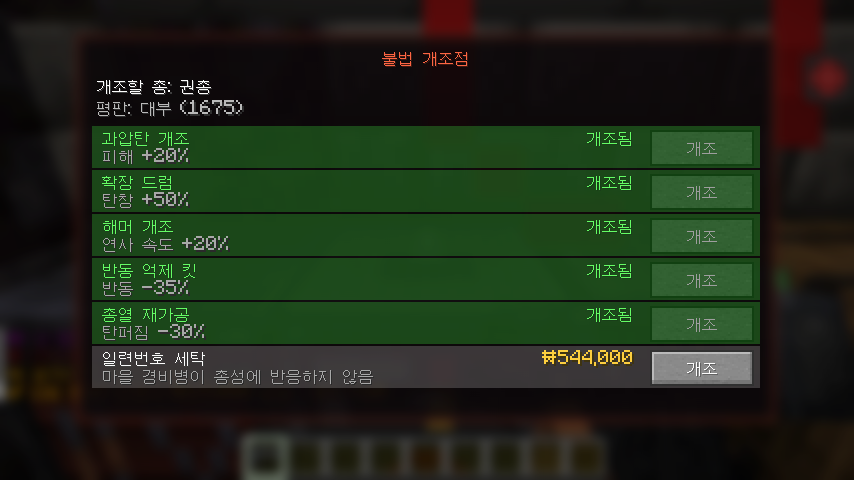 불법 개조점
개조할 총: 권총
평판: 대부 (1675)
과압탄 개조 개조됨 개조
피해 +20%
확장 드럼 개조됨 개조
탄창 +50%
해머 개조 개조됨 개조
연사 속도 +20%
반동 억제 킷 개조됨 개조
반동 -35%
총열 재가공 개조됨 개조
탄퍼짐 -30%
일련번호 세탁 ₩544,000 개조
마을 경비병이 총성에 반응하지 않음